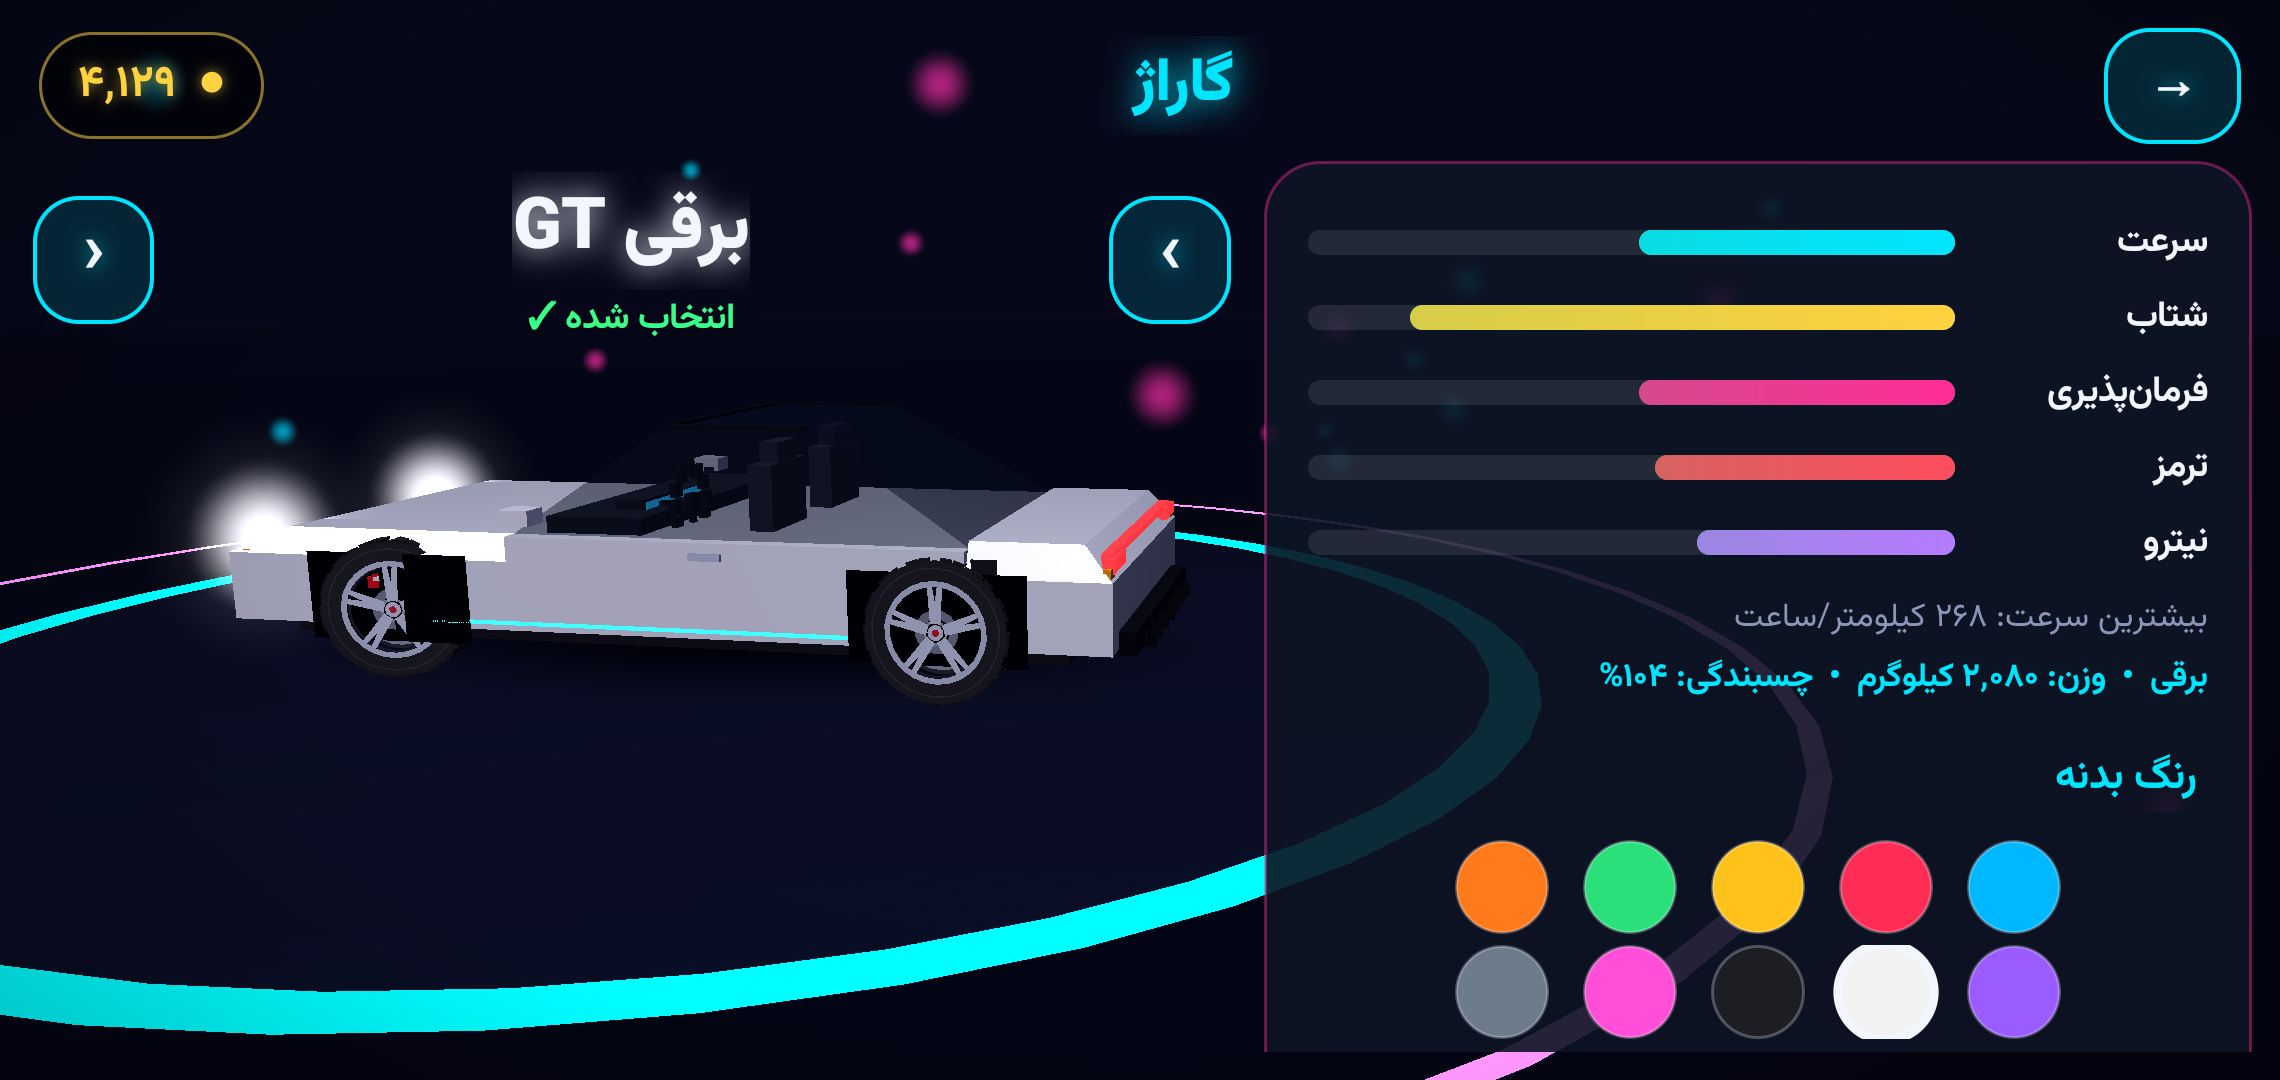 →
گاراژ
۴,۱۲۹
برقی GT
انتخاب شده ✓
سرعت
شتاب
فرمان‌پذیری
ترمز
نیترو
بیشترین سرعت: ۲۶۸ کیلومتر/ساعت
برقی • وزن: ۲,۰۸۰ کیلوگرم • چسبندگی: ۱۰۴%
رنگ بدنه